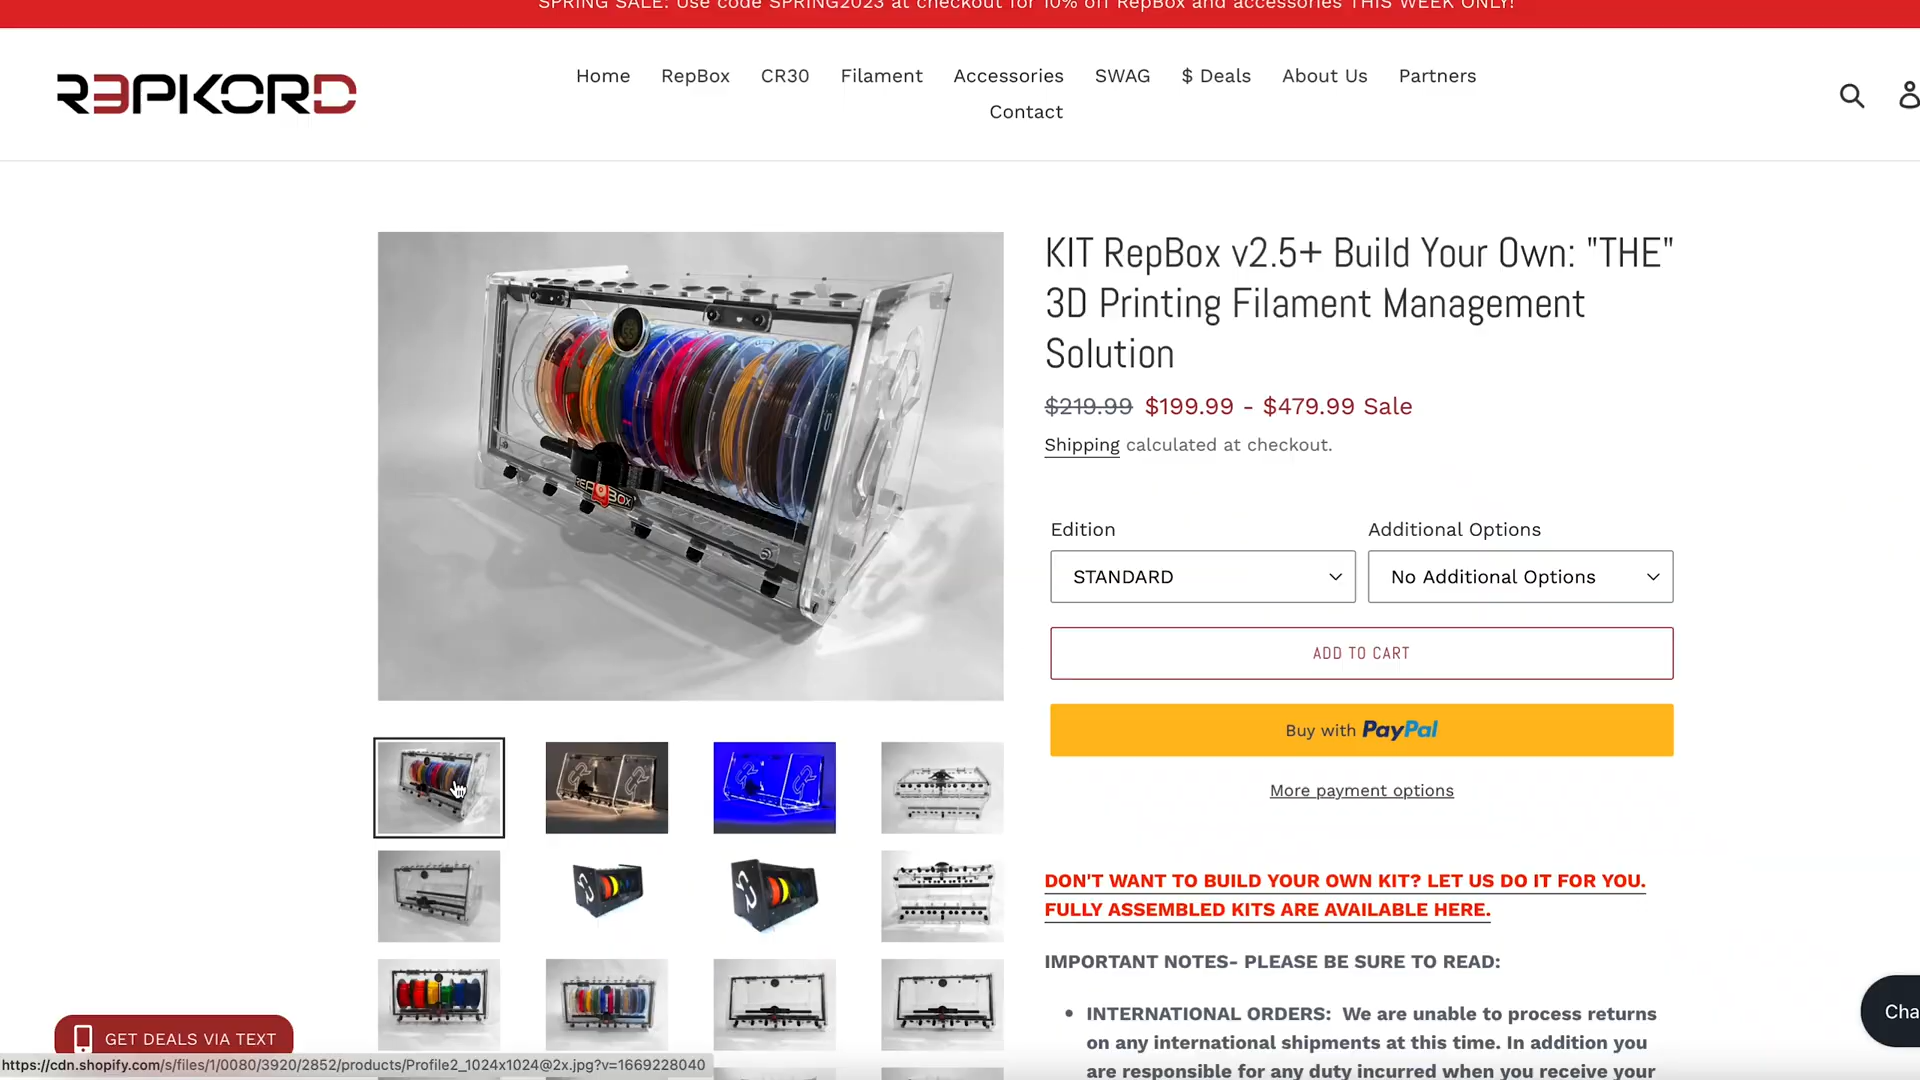 SPRING SALE: Use code SPRING2023 at checkout for 10% off RepBox and accessories THIS WEEK ONLY!
R3PKORD
Home RepBox CR30 Filament Accessories SWAG $ Deals About Us Partners
Contact
KIT RepBox v2.5+ Build Your Own: "THE"
3D Printing Filament Management
Solution
$219.99 $199.99 - $479.99 Sale
Shipping calculated at checkout.
Edition Additional Options
STANDARD No Additional Options
ADD TO CART
Buy with PayPal
More payment options
REPBOX
DON'T WANT TO BUILD YOUR OWN KIT? LET US DO IT FOR YOU.
FULLY ASSEMBLED KITS ARE AVAILABLE HERE.
IMPORTANT NOTES- PLEASE BE SURE TO READ:
• INTERNATIONAL ORDERS: We are unable to process returns
on any international shipments at this time. In addition you
are responsible for any duty incurred when you receive your
Cha
GET DEALS VIA TEXT
https://cdn.shopify.com/s/files/1/0080/3920/2852/products/Profile2_1024x1024@2x.jpg?v=1669228040